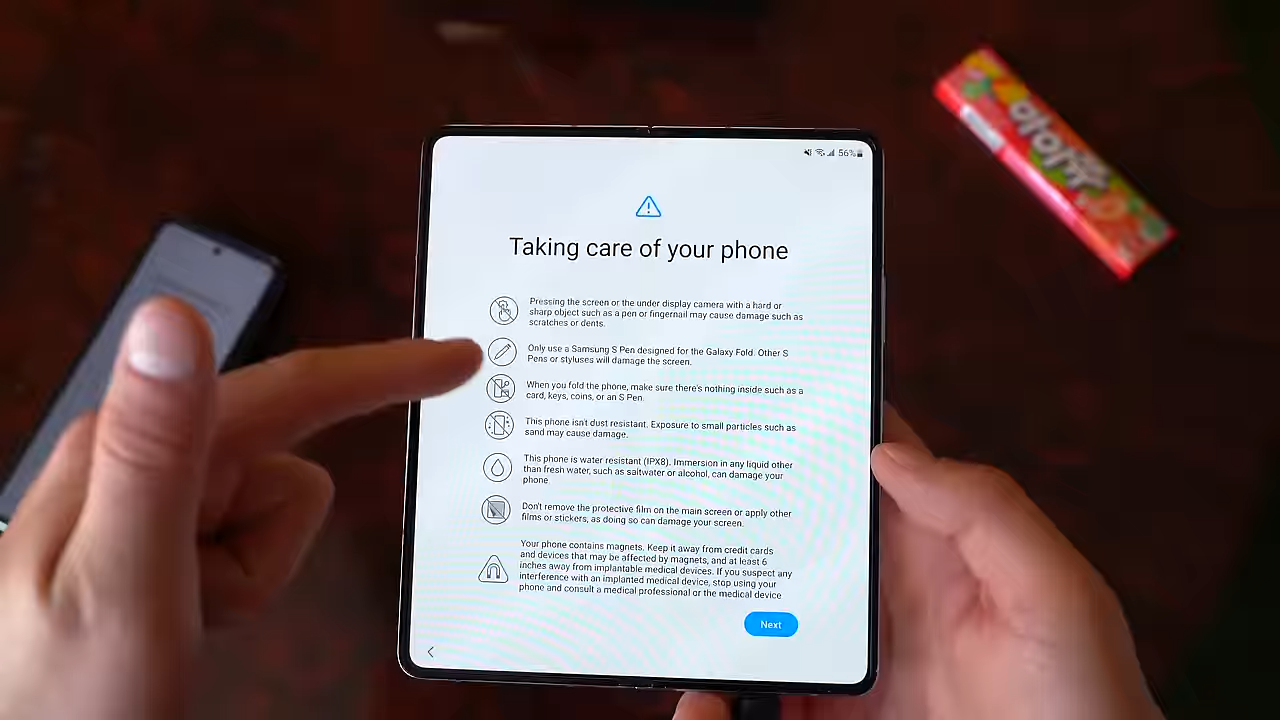 56%
Taking care of your phone
Pressing the screen or the under display camera with a hard or
sharp object such as a pen or fingernail may cause damage such as
scratches or dents.
Only use a Samsung S Pen designed for the Galaxy Fold. Other S
Pens or styluses will damage the screen.
When you fold the phone, make sure there's nothing inside such as a
card, keys, coins, or an S Pen.
This phone isn't dust resistant. Exposure to small particles such as
sand may cause damage.
This phone is water resistant (IPX8). Immersion in any liquid other
than fresh water, such as saltwater or alcohol, can damage your
phone
Don't remove the protective film on the main screen or apply other
films or stickers, as doing so can damage your screen.
Your phone contains magnets. Keep it away from credit cards
and devices that may be affected by magnets, and at least 6
inches away from implantable medical devices. If you suspect any
interference with an implanted medical device, stop using your
phone and consult a medical professional or the medical device
Next